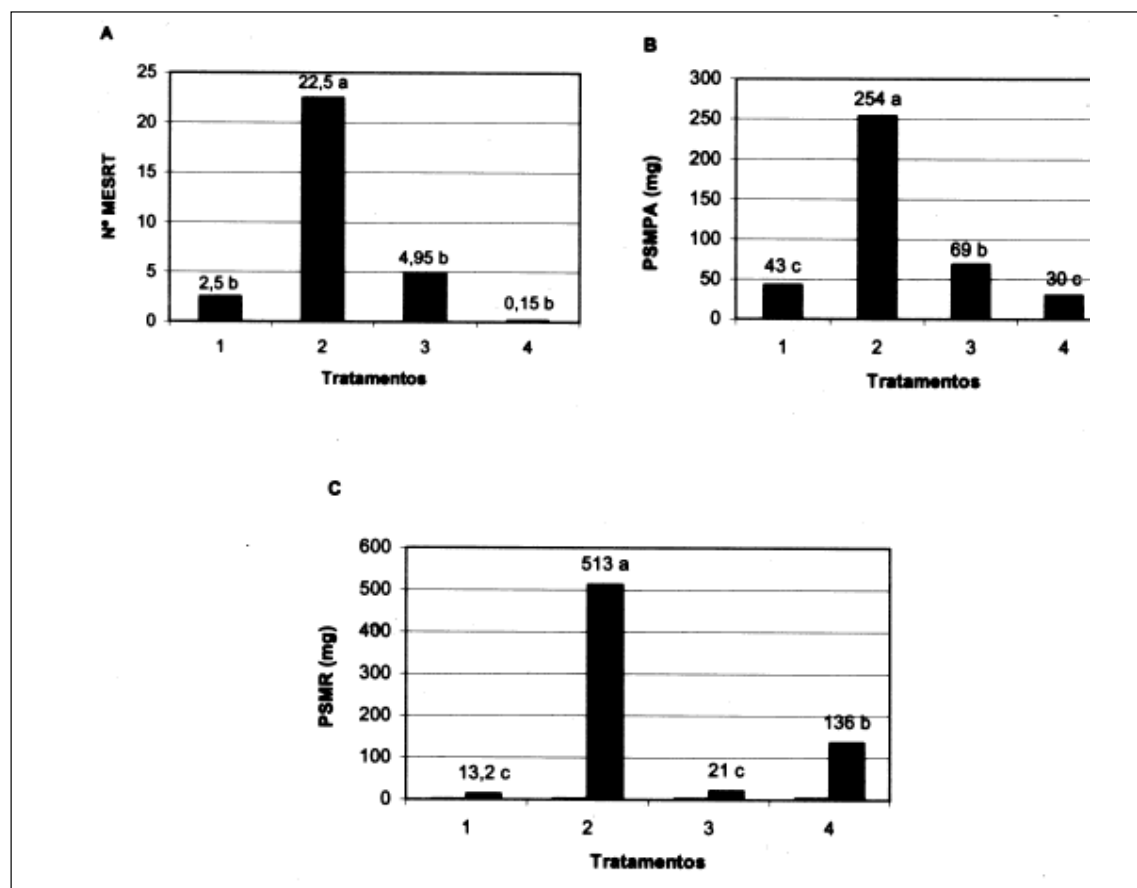 A
Nº MESRT
25
20
15
10
5
0
2,5 b
22,5 a
4,95 b
0,15 b
1 2 3 4
Tratamentos
B
PSMPA (mg)
300
250
200
150
100
50
0
43 c
254 a
69 b
30 c
1 2 3 4
Tratamentos
C
PSMR (mg)
600
500
400
300
200
100
0
13,2 c
513 a
21 c
136 b
1 2 3 4
Tratamentos